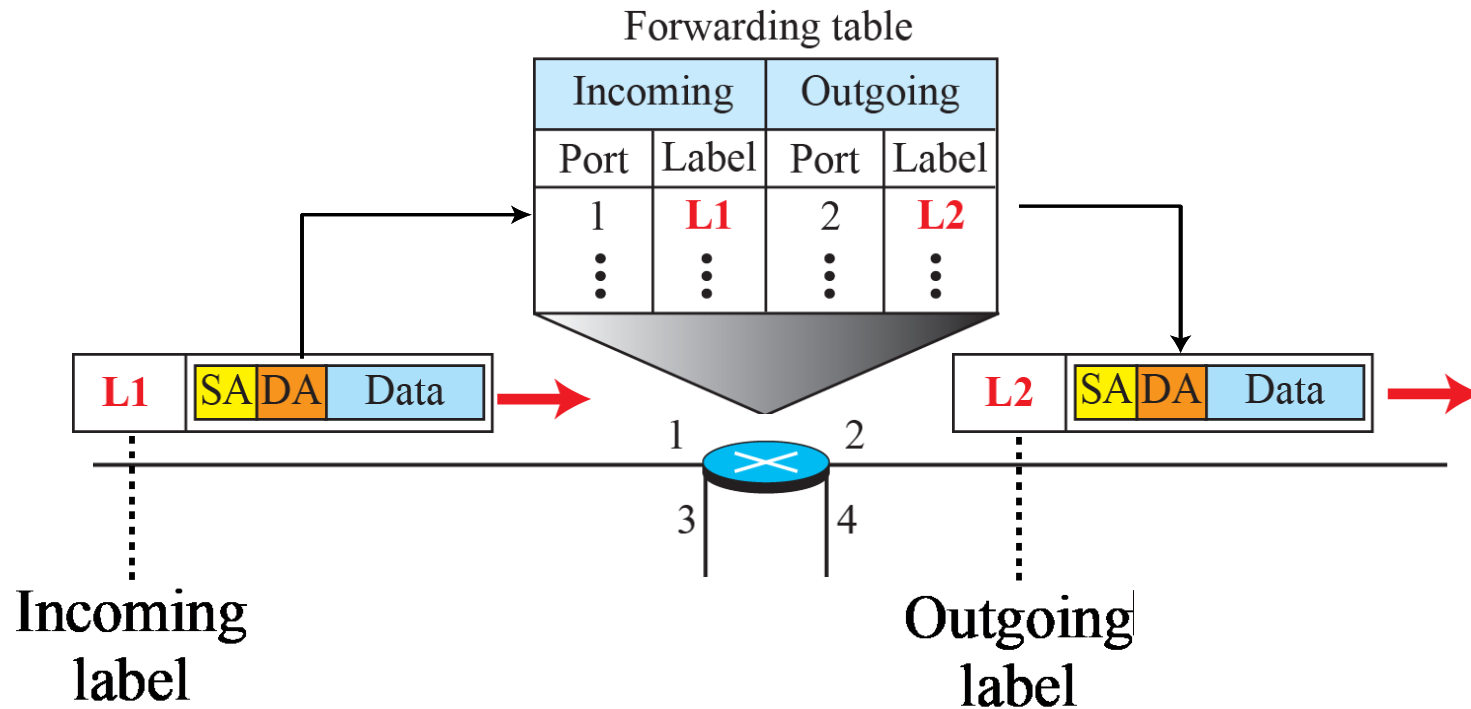 Forwarding table
Incoming Outgoing
Port Label Port Label
1 L1 2 L2
L1 SA DA Data
L2 SA DA Data
1 2
3 4
Incoming
label
Outgoing
label